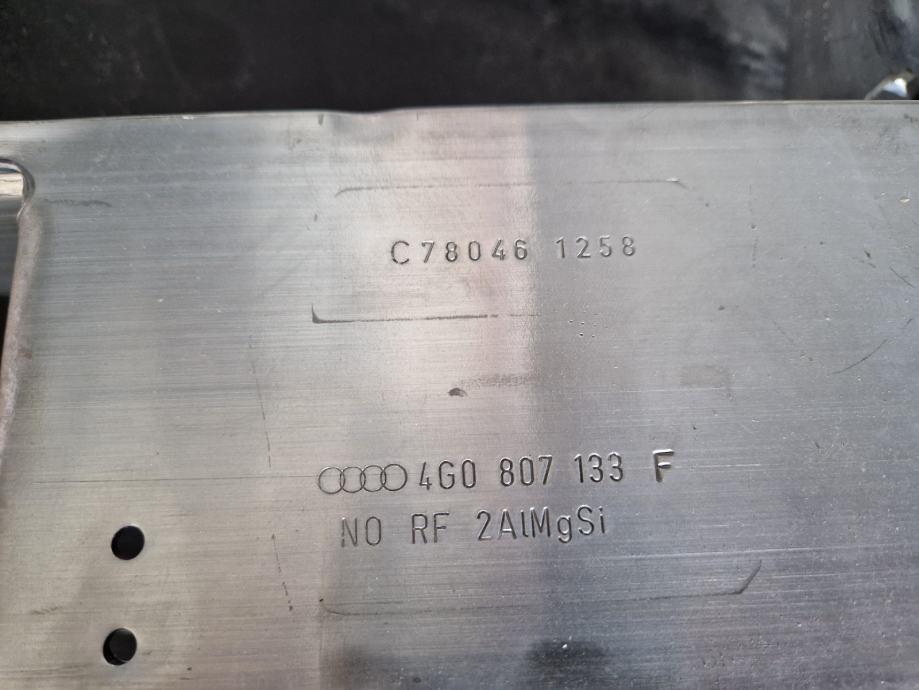 C78046 1258
4G0 807 133 F
NO RF 2AlMgSi